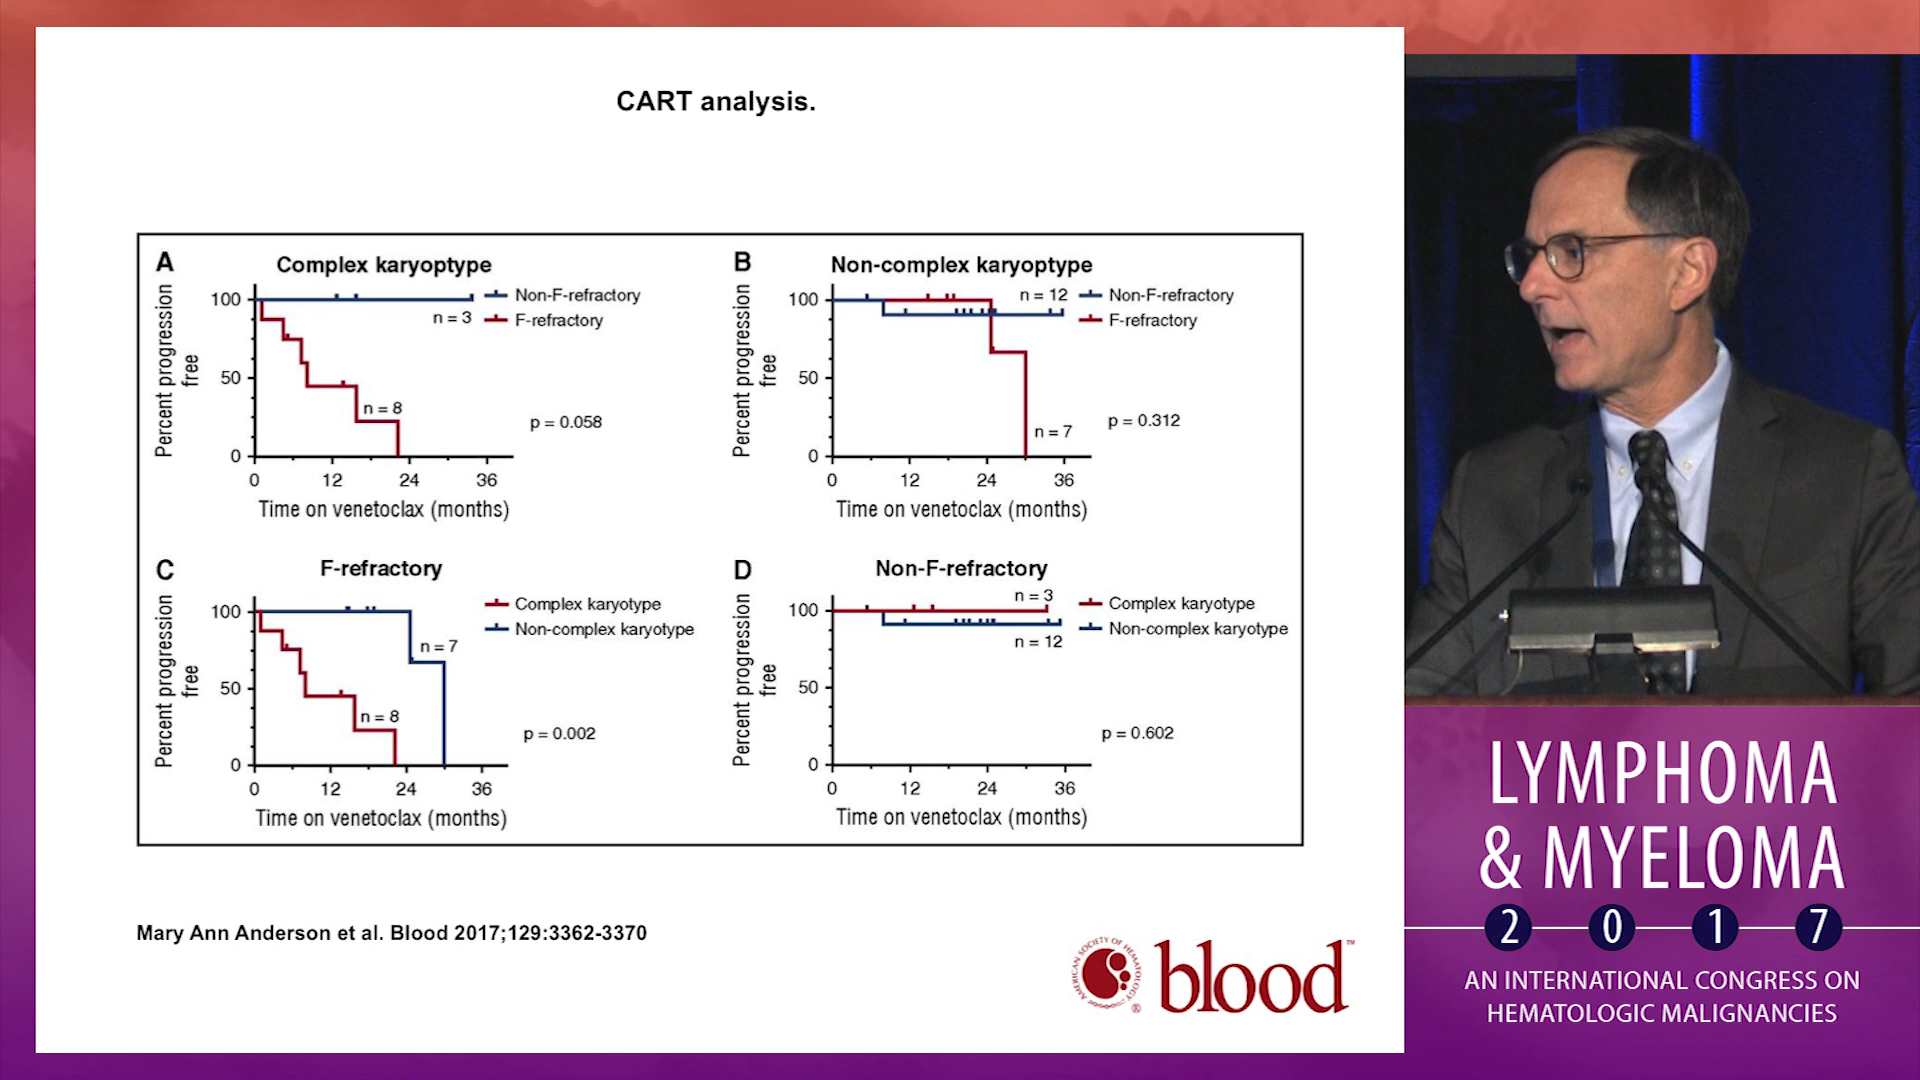 CART analysis.
A
Complex karyoptype
Percent progression
free
100
50
0
0 12 24 36
Time on venetoclax (months)
Non-F-refractory
F-refractory
n = 3
n = 8
p = 0.058
B
Non-complex karyoptype
Percent progression
free
100
50
0
0 12 24 36
Time on venetoclax (months)
n = 12
Non-F-refractory
F-refractory
n = 7
p = 0.312
C
F-refractory
Percent progression
free
100
50
0
0 12 24 36
Time on venetoclax (months)
Complex karyotype
Non-complex karyotype
n = 7
n = 8
p = 0.002
D
Non-F-refractory
Percent progression
free
100
50
0
0 12 24 36
Time on venetoclax (months)
n = 3
Complex karyotype
Non-complex karyotype
n = 12
p = 0.602
Mary Ann Anderson et al. Blood 2017;129:3362-3370
AMERICAN SOCIETY OF HEMATOLOGY
®
blood™
LYMPHOMA
& MYELOMA
2017
AN INTERNATIONAL CONGRESS ON
HEMATOLOGIC MALIGNANCIES